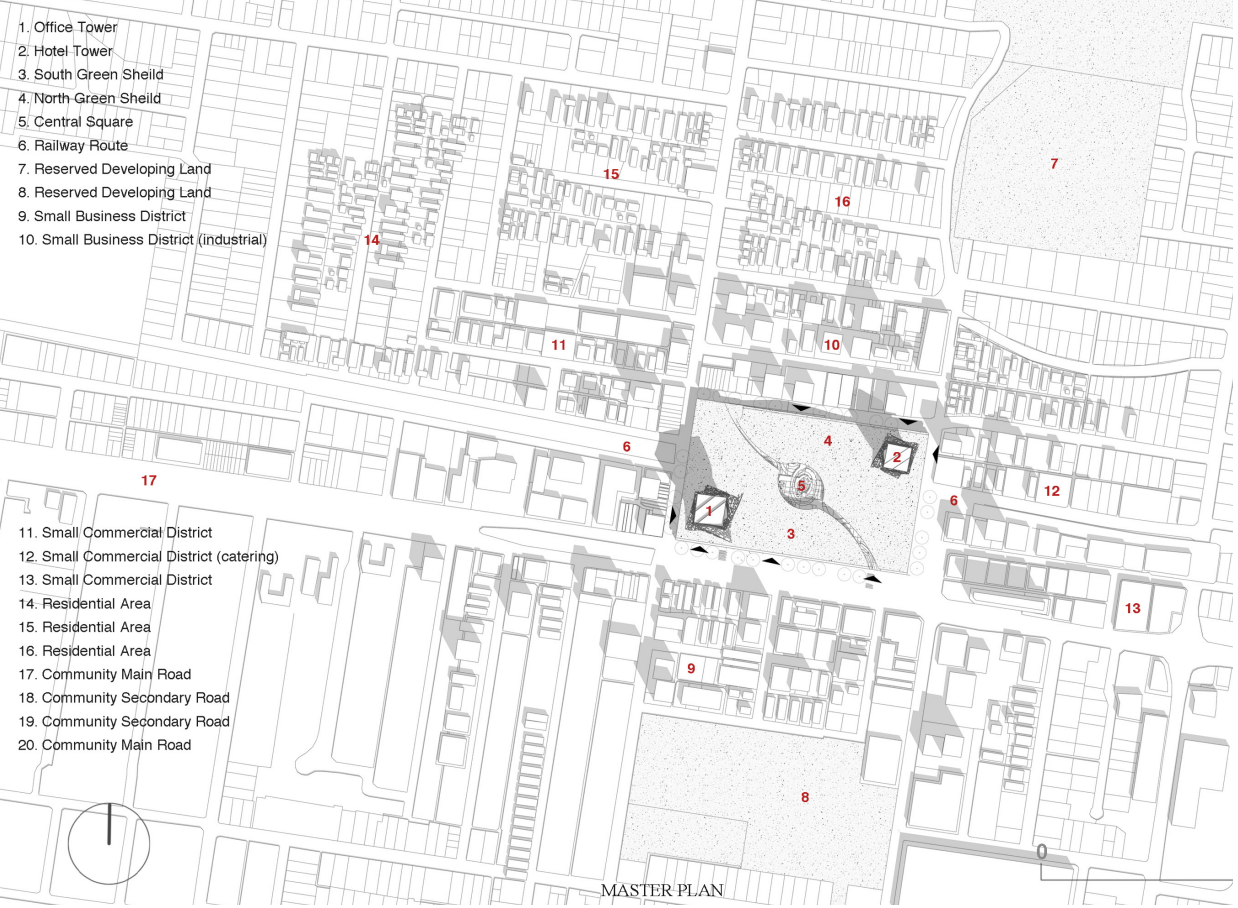 1. Office Tower
2. Hotel Tower
3. South Green Sheild
4. North Green Sheild
5. Central Square
6. Railway Route
7. Reserved Developing Land
8. Reserved Developing Land
9. Small Business District
10. Small Business District (industrial)
7
15
16
14
11
10
4
6
2
17
5
12
6
1
3
11. Small Commercial District
12. Small Commercial District (catering)
13. Small Commercial District
14. Residential Area
15. Residential Area
16. Residential Area
17. Community Main Road
18. Community Secondary Road
19. Community Secondary Road
20. Community Main Road
13
9
8
0
MASTER PLAN